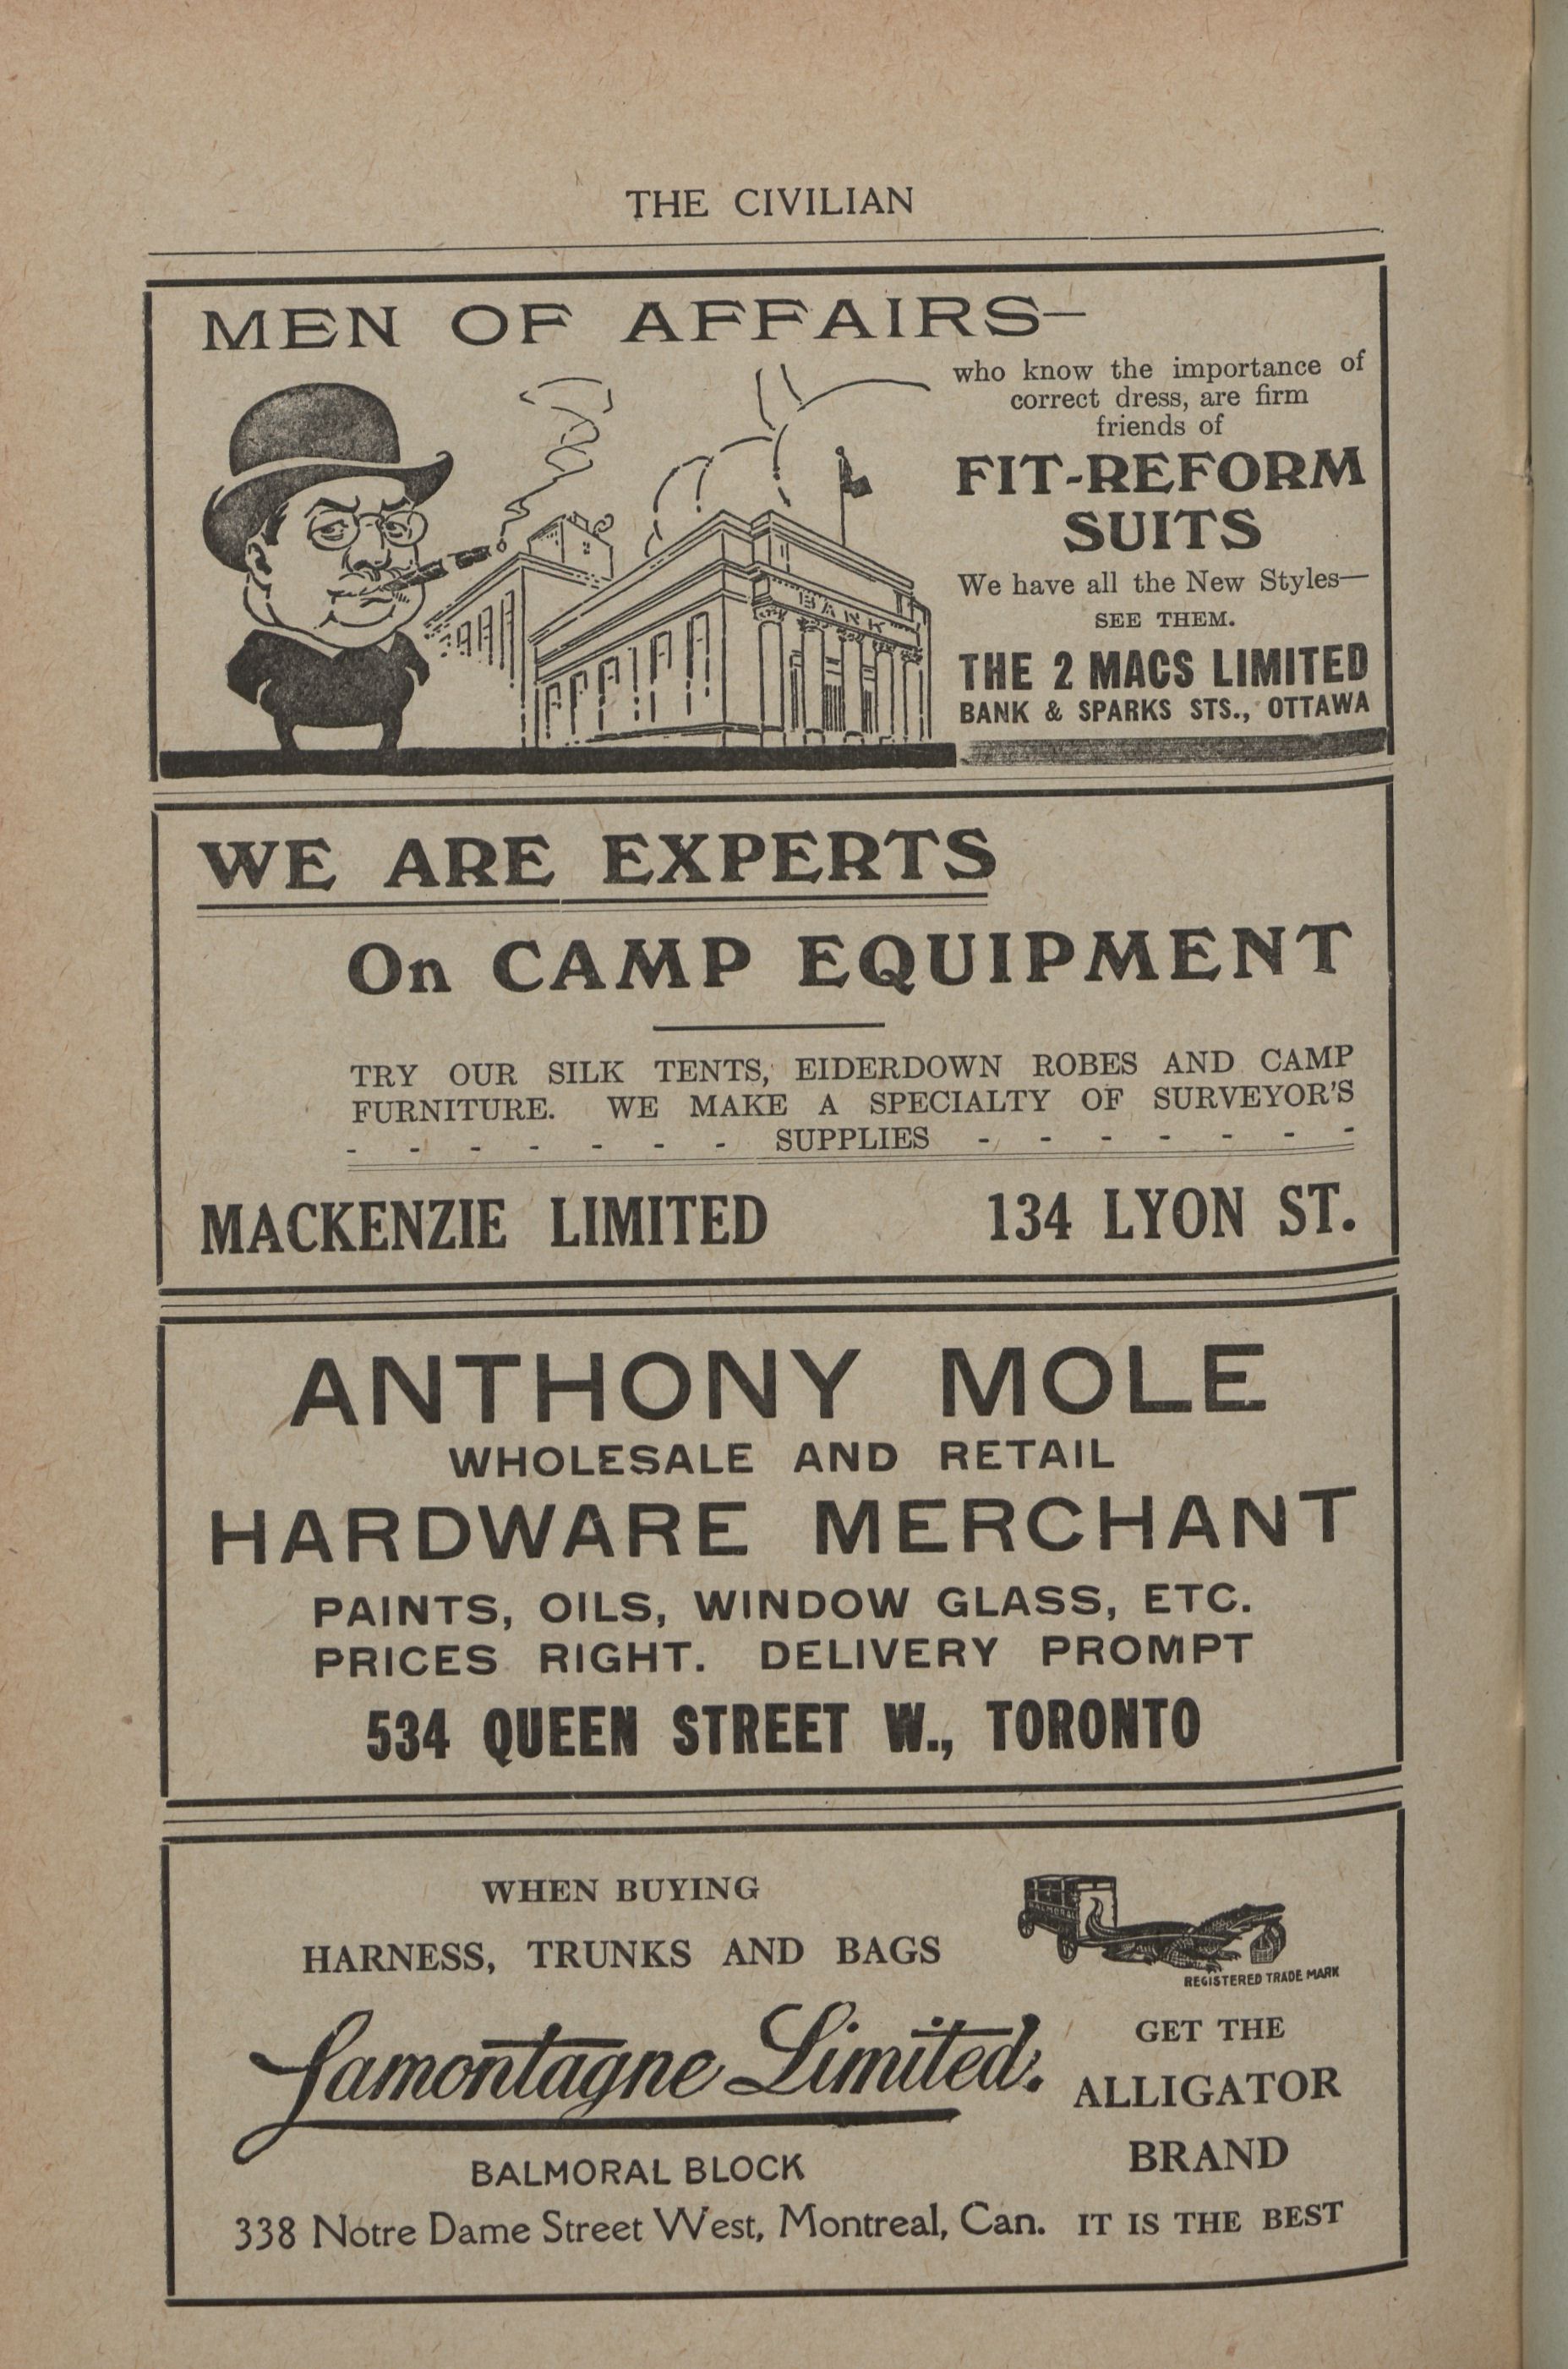 THE CIVILIAN
MEN OF AFFAIRS—
who know the importance of
correct dress, are firm
friends of
FIT-REFORM
SUITS
We have all the New Styles—
SEE THEM.
THE 2 MACS LIMITED
BANK & SPARKS STS., OTTAWA
BANK
WE ARE EXPERTS
On CAMP EQUIPMENT
TRY OUR SILK TENTS, EIDERDOWN ROBES AND CAMP
FURNITURE. WE MAKE A SPECIALTY OF SURVEYOR'S
- - - - - - - SUPPLIES - - - - - - -
MACKENZIE LIMITED 134 LYON ST.
ANTHONY MOLE
WHOLESALE AND RETAIL
HARDWARE MERCHANT
PAINTS, OILS, WINDOW GLASS, ETC.
PRICES RIGHT. DELIVERY PROMPT
534 QUEEN STREET W., TORONTO
WHEN BUYING
HARNESS, TRUNKS AND BAGS
Lamontagne Limited.
BALMORAL BLOCK
338 Notre Dame Street West, Montreal, Can.
BALMORAL
REGISTERED TRADE MARK
GET THE
ALLIGATOR
BRAND
IT IS THE BEST